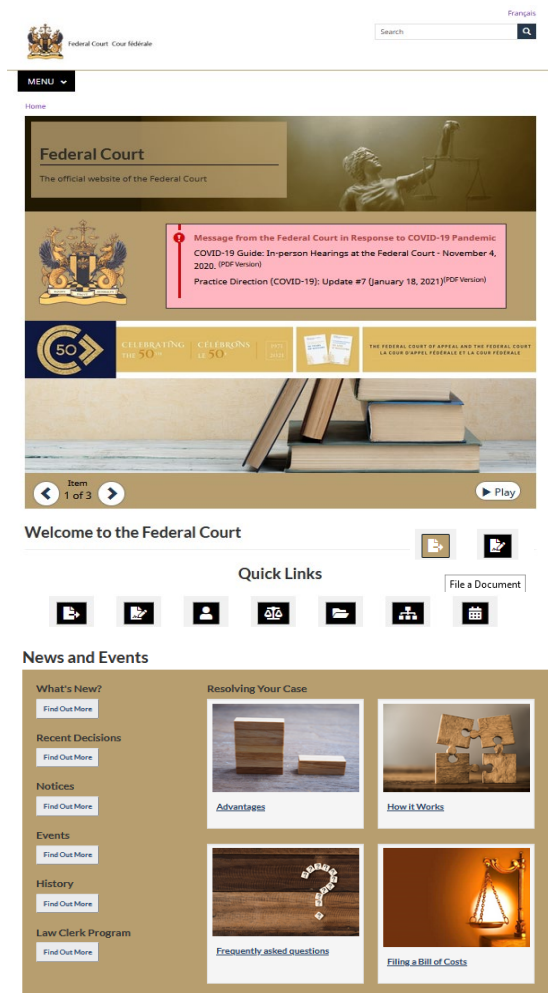 Français
Federal Court Cour fédérale
Search
MENU
Home
Federal Court
The official website of the Federal Court
Message from the Federal Court in Response to COVID-19 Pandemic
COVID-19 Guide: In-person Hearings at the Federal Court - November 4,
2020. (PDF Version)
Practice Direction (COVID-19): Update #7 (January 18, 2021)(PDF Version)
50
CELEBRATING CÉLÉBRONS
THE 50 LE 50
THE FEDERAL COURT OF APPEAL AND THE FEDERAL COURT
LA COUR D'APPEL FÉDÉRALE ET LA COUR FÉDÉRALE
Item
1 of 3
Play
Welcome to the Federal Court
Quick Links
File a Document
News and Events
What's New?
Find Out More
Recent Decisions
Find Out More
Notices
Find Out More
Events
Find Out More
History
Find Out More
Law Clerk Program
Find Out More
Resolving Your Case
Advantages
How it Works
Frequently asked questions
Filing a Bill of Costs